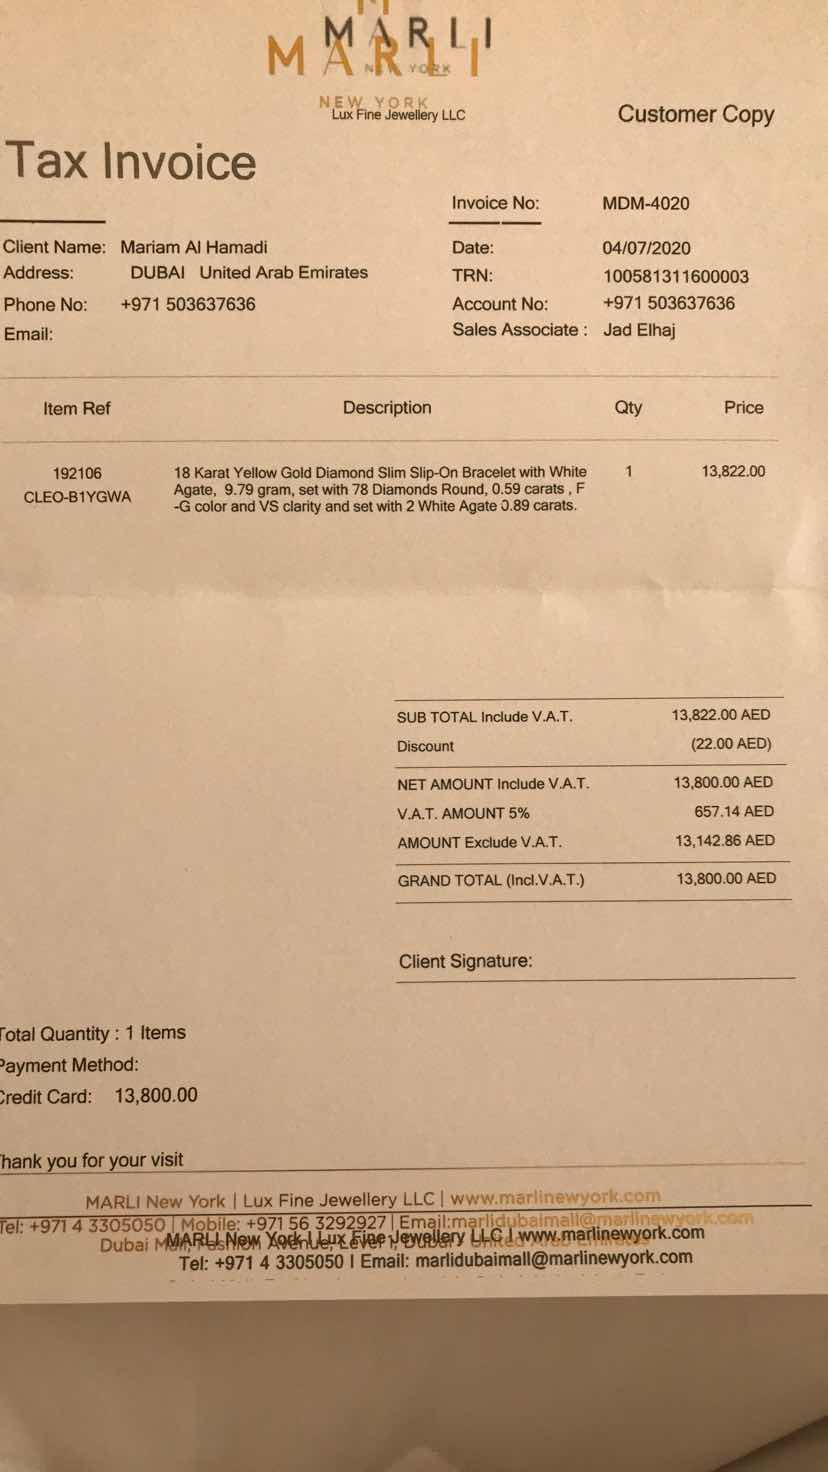 MARLI
MARLI
NEW YORK
NEW YORK
Lux Fine Jewellery LLC
Customer Copy
Tax Invoice
Invoice No: MDM-4020
Client Name: Mariam Al Hamadi
Date: 04/07/2020
Address: DUBAI United Arab Emirates
TRN: 100581311600003
Phone No: +971 503637636
Account No: +971 503637636
Email:
Sales Associate : Jad Elhaj
Item Ref Description Qty Price
192106 18 Karat Yellow Gold Diamond Slim Slip-On Bracelet with White 1 13,822.00
CLEO-B1YGWA Agate, 9.79 gram, set with 78 Diamonds Round, 0.59 carats , F
-G color and VS clarity and set with 2 White Agate 0.89 carats.
SUB TOTAL Include V.A.T. 13,822.00 AED
Discount (22.00 AED)
NET AMOUNT Include V.A.T. 13,800.00 AED
V.A.T. AMOUNT 5% 657.14 AED
AMOUNT Exclude V.A.T. 13,142.86 AED
GRAND TOTAL (Incl.V.A.T.) 13,800.00 AED
Client Signature:
Total Quantity : 1 Items
Payment Method:
Credit Card: 13,800.00
Thank you for your visit
MARLI New York | Lux Fine Jewellery LLC | www.marlinewyork.com
Tel: +971 4 3305050 | Mobile: +971 56 3292927 | Email:marlidubaimall@marlinewyork.com
Dubai Mall, Fashion Avenue, Level 1, Dubai United Arab Emirates
MARLI New York I Lux Fine Jewellery LLC I www.marlinewyork.com
Tel: +971 4 3305050 I Email: marlidubaimall@marlinewyork.com